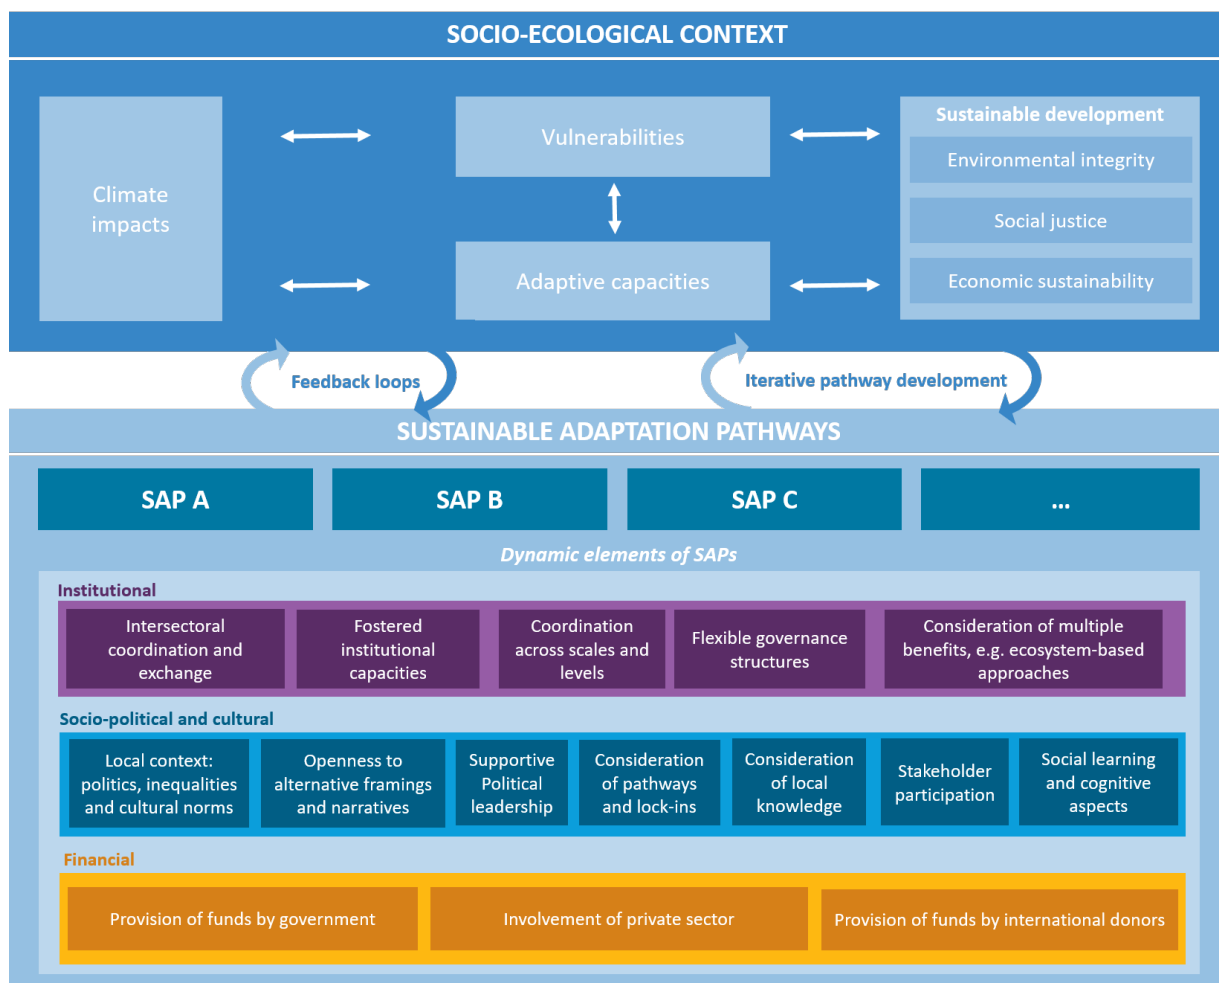 SOCIO-ECOLOGICAL CONTEXT
Climate
impacts
Vulnerabilities
Adaptive capacities
Sustainable development
Environmental integrity
Social justice
Economic sustainability
Feedback loops
Iterative pathway development
SUSTAINABLE ADAPTATION PATHWAYS
SAP A
SAP B
SAP C
...
Dynamic elements of SAPs
Institutional
Intersectoral
coordination and
exchange
Fostered
institutional
capacities
Coordination
across scales and
levels
Flexible governance
structures
Consideration of multiple
benefits, e.g. ecosystem-based
approaches
Socio-political and cultural
Local context:
politics, inequalities
and cultural norms
Openness to
alternative framings
and narratives
Supportive
Political
leadership
Consideration
of pathways
and lock-ins
Consideration
of local
knowledge
Stakeholder
participation
Social learning
and cognitive
aspects
Financial
Provision of funds by government
Involvement of private sector
Provision of funds by international donors